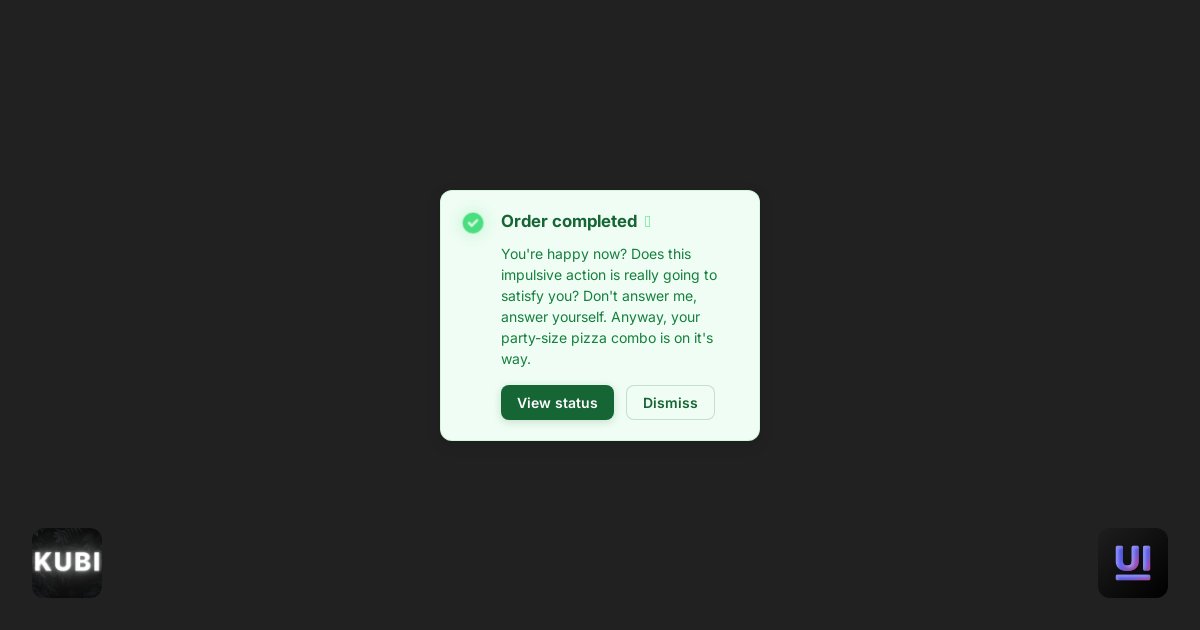 Order completed
You're happy now? Does this
impulsive action is really going to
satisfy you? Don't answer me,
answer yourself. Anyway, your
party-size pizza combo is on it's
way.
View status
Dismiss
KUBI
UI